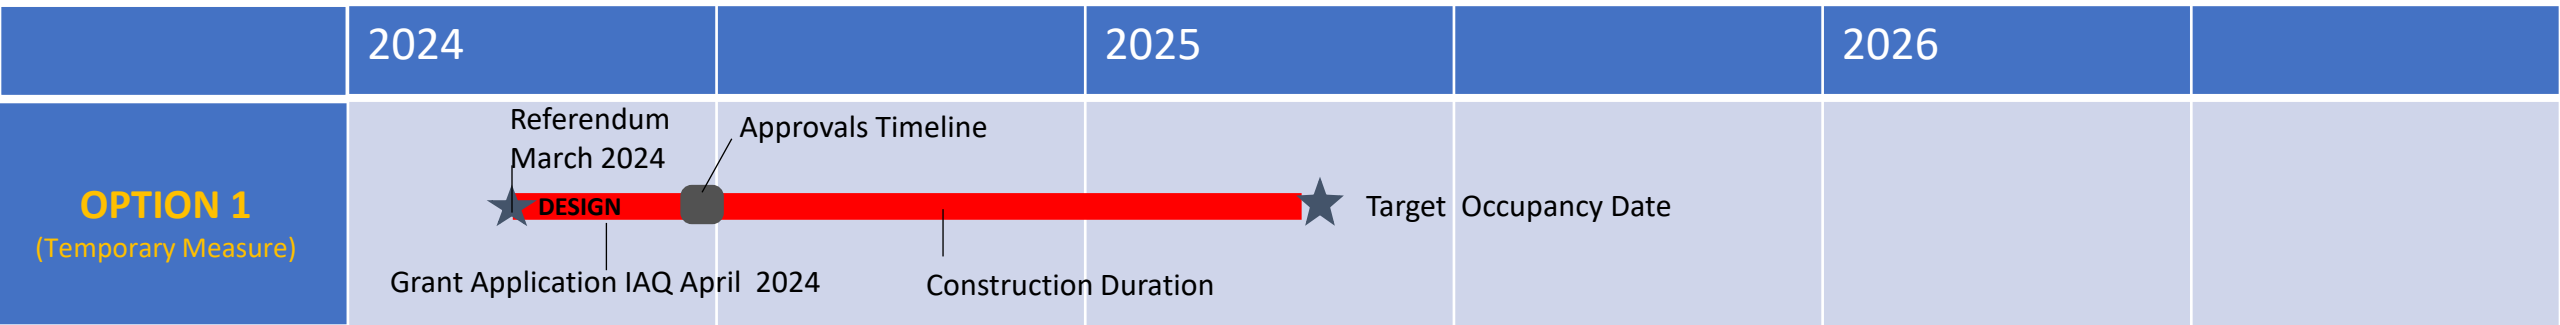 2024
2025
2026
OPTION 1
(Temporary Measure)
Referendum
March 2024
Approvals Timeline
DESIGN
Target  Occupancy Date
Grant Application IAQ April  2024
Construction Duration